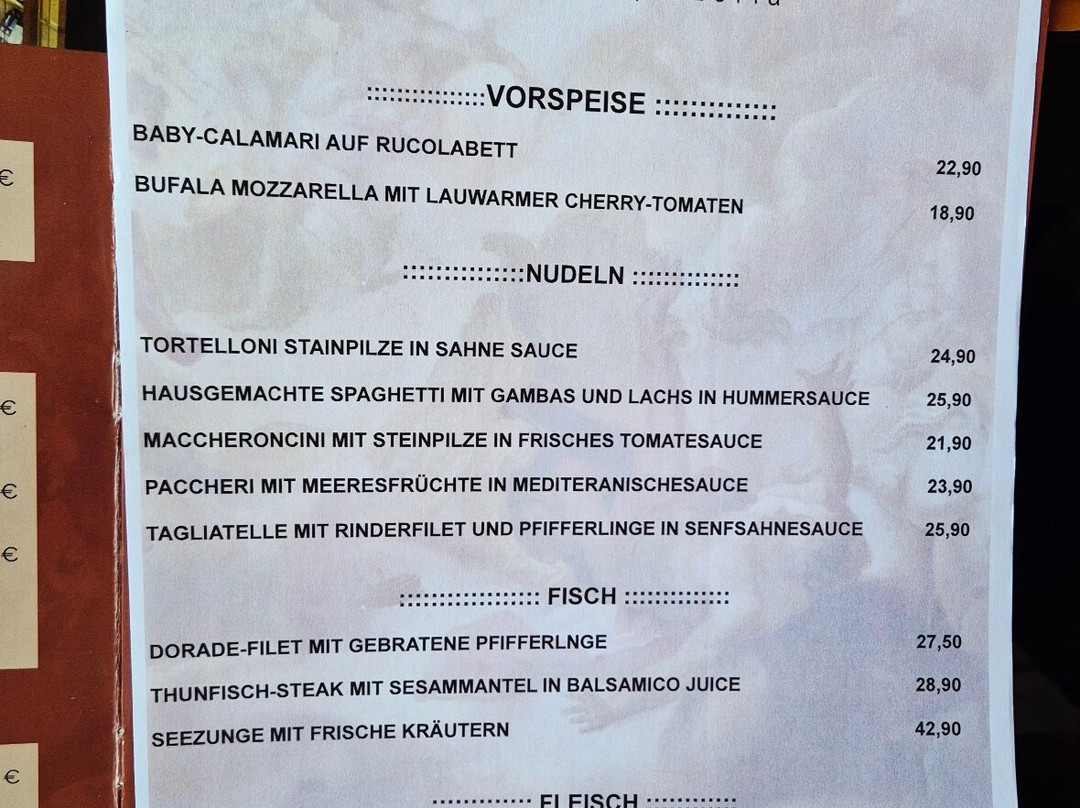 ::::::::::::::::VORSPEISE ::::::::::::::
BABY-CALAMARI AUF RUCOLABETT 22,90
BUFALA MOZZARELLA MIT LAUWARMER CHERRY-TOMATEN 18,90
:::::::::::::::NUDELN ::::::::::::::
TORTELLONI STAINPILZE IN SAHNE SAUCE 24,90
HAUSGEMACHTE SPAGHETTI MIT GAMBAS UND LACHS IN HUMMERSAUCE 25,90
MACCHERONCINI MIT STEINPILZE IN FRISCHES TOMATESAUCE 21,90
PACCHERI MIT MEERESFRÜCHTE IN MEDITERANISCHESAUCE 23,90
TAGLIATELLE MIT RINDERFILET UND PFIFFERLINGE IN SENFSAHNESAUCE 25,90
:::::::::::::::::: FISCH ::::::::::::::
DORADE-FILET MIT GEBRATENE PFIFFERLNGE 27,50
THUNFISCH-STEAK MIT SESAMMANTEL IN BALSAMICO JUICE 28,90
SEEZUNGE MIT FRISCHE KRÄUTERN 42,90
:::::::::::::: FLEISCH ::::::::::::::
€
€
€
€
€